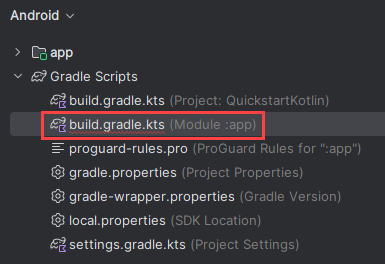 Android
app
Gradle Scripts
build.gradle.kts (Project: QuickstartKotlin)
build.gradle.kts (Module :app)
proguard-rules.pro (ProGuard Rules for ":app")
gradle.properties (Project Properties)
gradle-wrapper.properties (Gradle Version)
local.properties (SDK Location)
settings.gradle.kts (Project Settings)